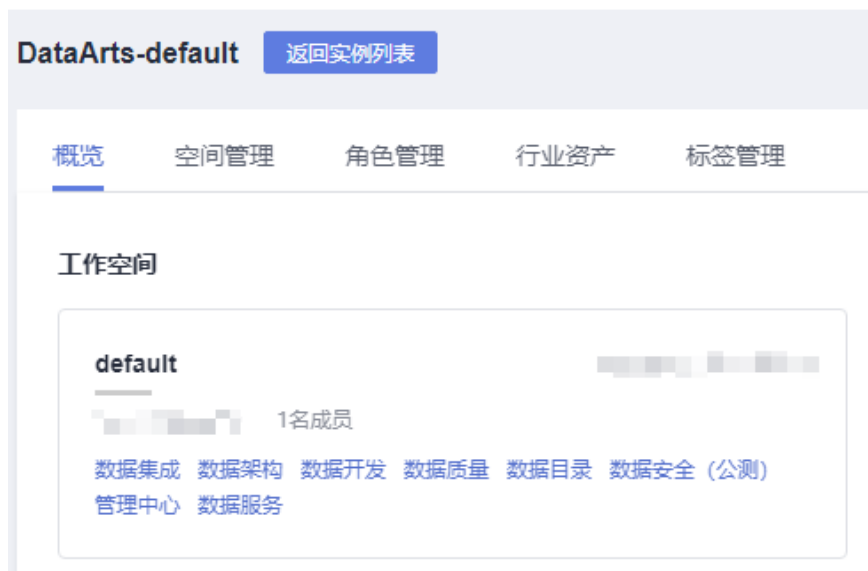 DataArts-default 返回实例列表
概览 空间管理 角色管理 行业资产 标签管理
工作空间
default
1名成员
数据集成 数据架构 数据开发 数据质量 数据目录 数据安全（公测）
管理中心 数据服务